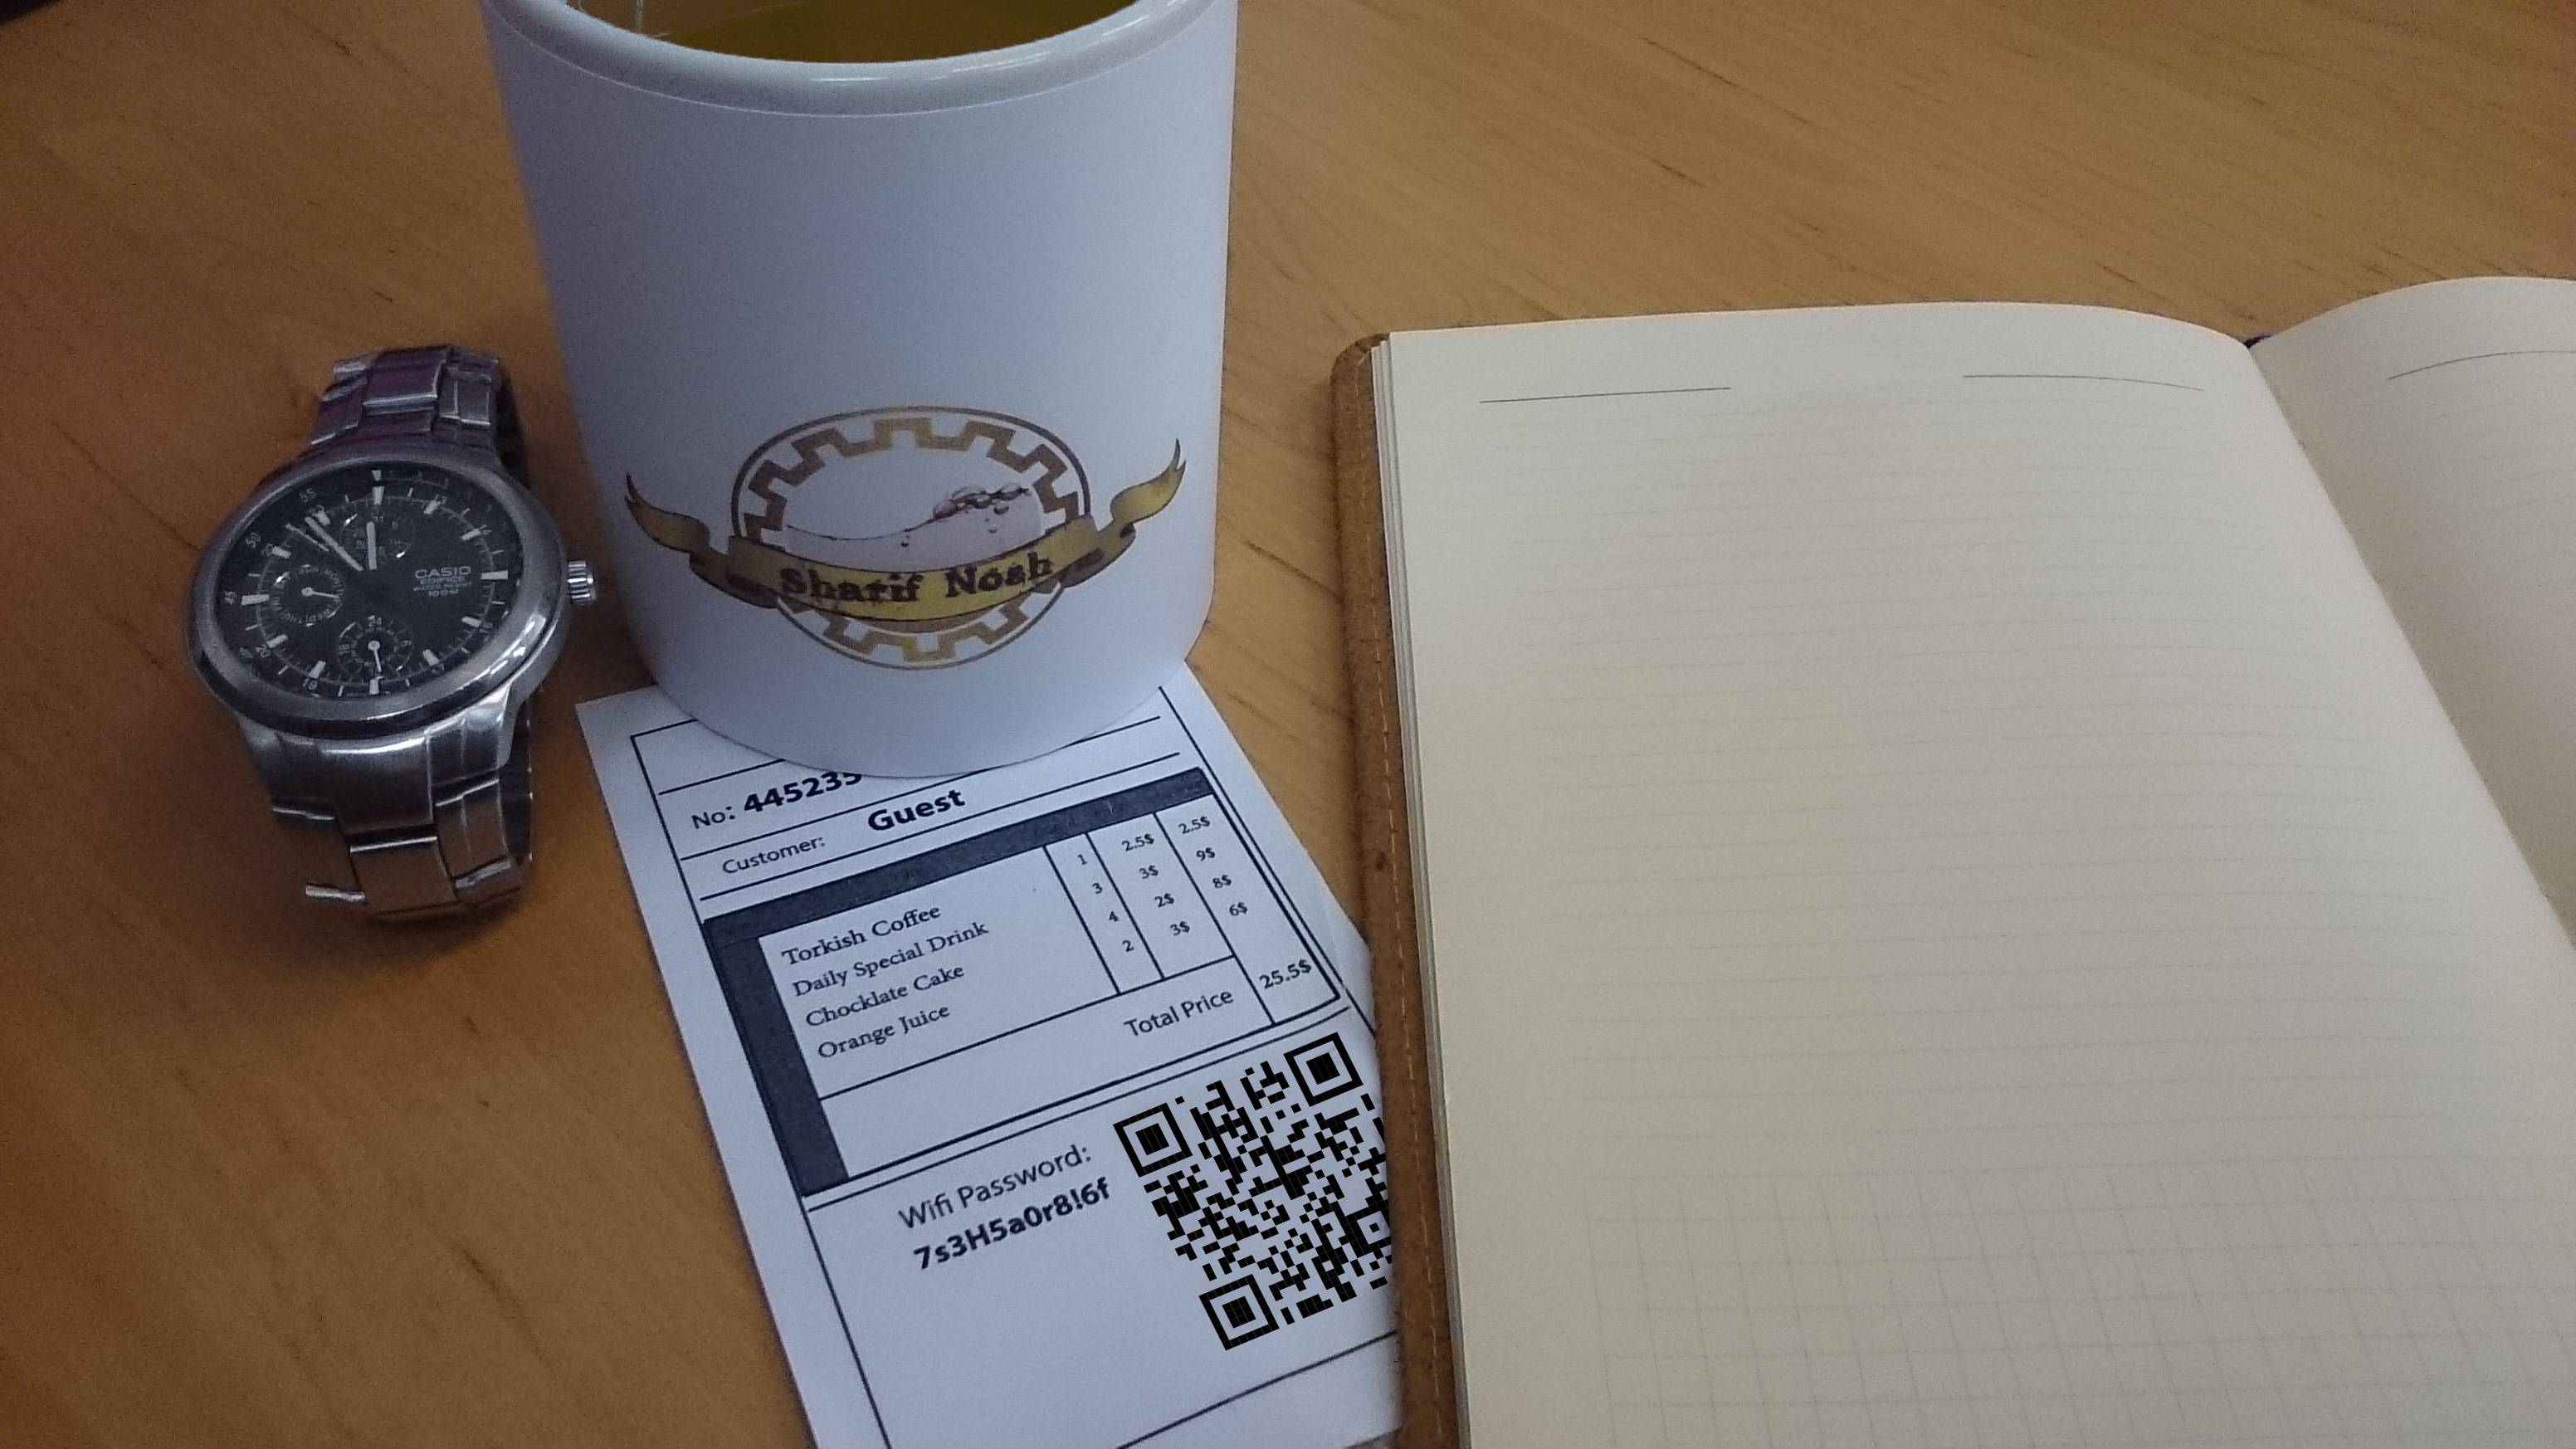 CASIO
EDIFICE
WATER RESIST
100M
Sharif Nosh
No: 445235
Customer: Guest
Torkish Coffee 1 2.5$ 2.5$
Daily Special Drink 3 3$ 9$
Chocklate Cake 4 2$ 8$
Orange Juice 2 3$ 6$
Total Price 25.5$
Wifi Password:
7s3H5a0r8!6f